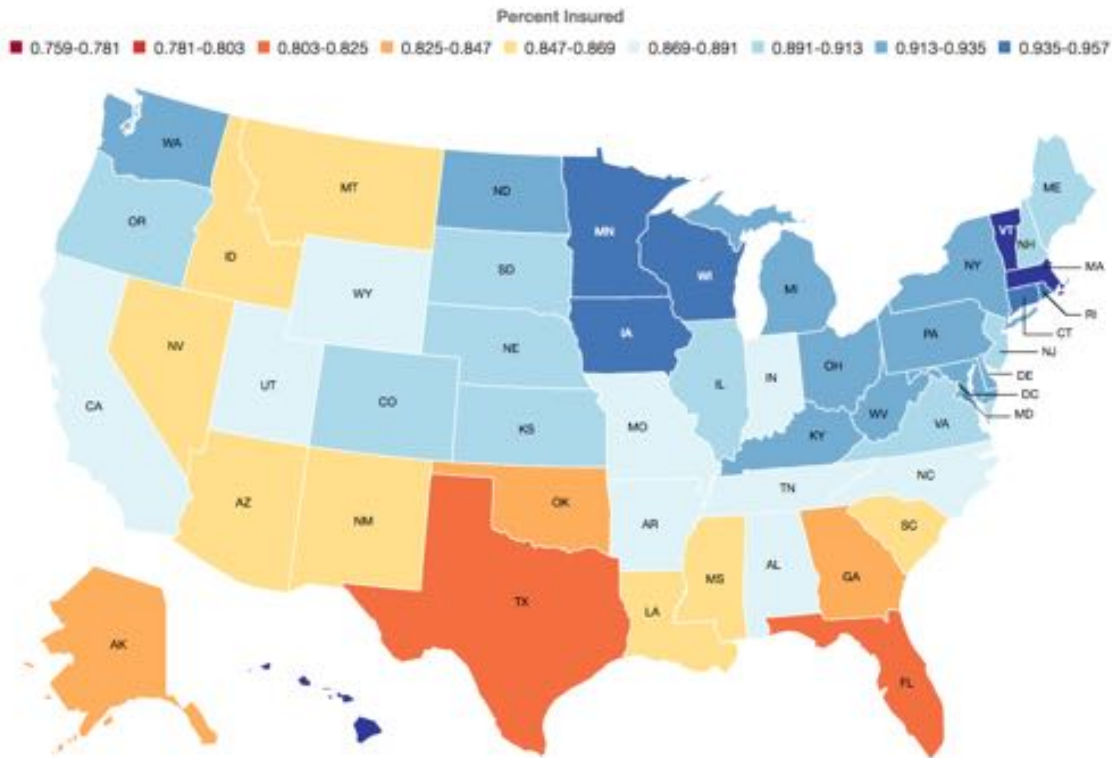 Percent Insured
0.759-0.781 0.781-0.803 0.803-0.825 0.825-0.847 0.847-0.869 0.869-0.891 0.891-0.913 0.913-0.935 0.935-0.957
WA
MT
ND
MN
ME
OR
ID
SD
WI
VT
NH
NY
MA
WY
MI
RI
IA
PA
CT
NV
NE
NJ
UT
IL
IN
OH
DE
CA
CO
DC
KS
MO
WV
MD
KY
VA
TN
NC
AZ
NM
OK
AR
SC
MS
AL
GA
TX
LA
AK
FL